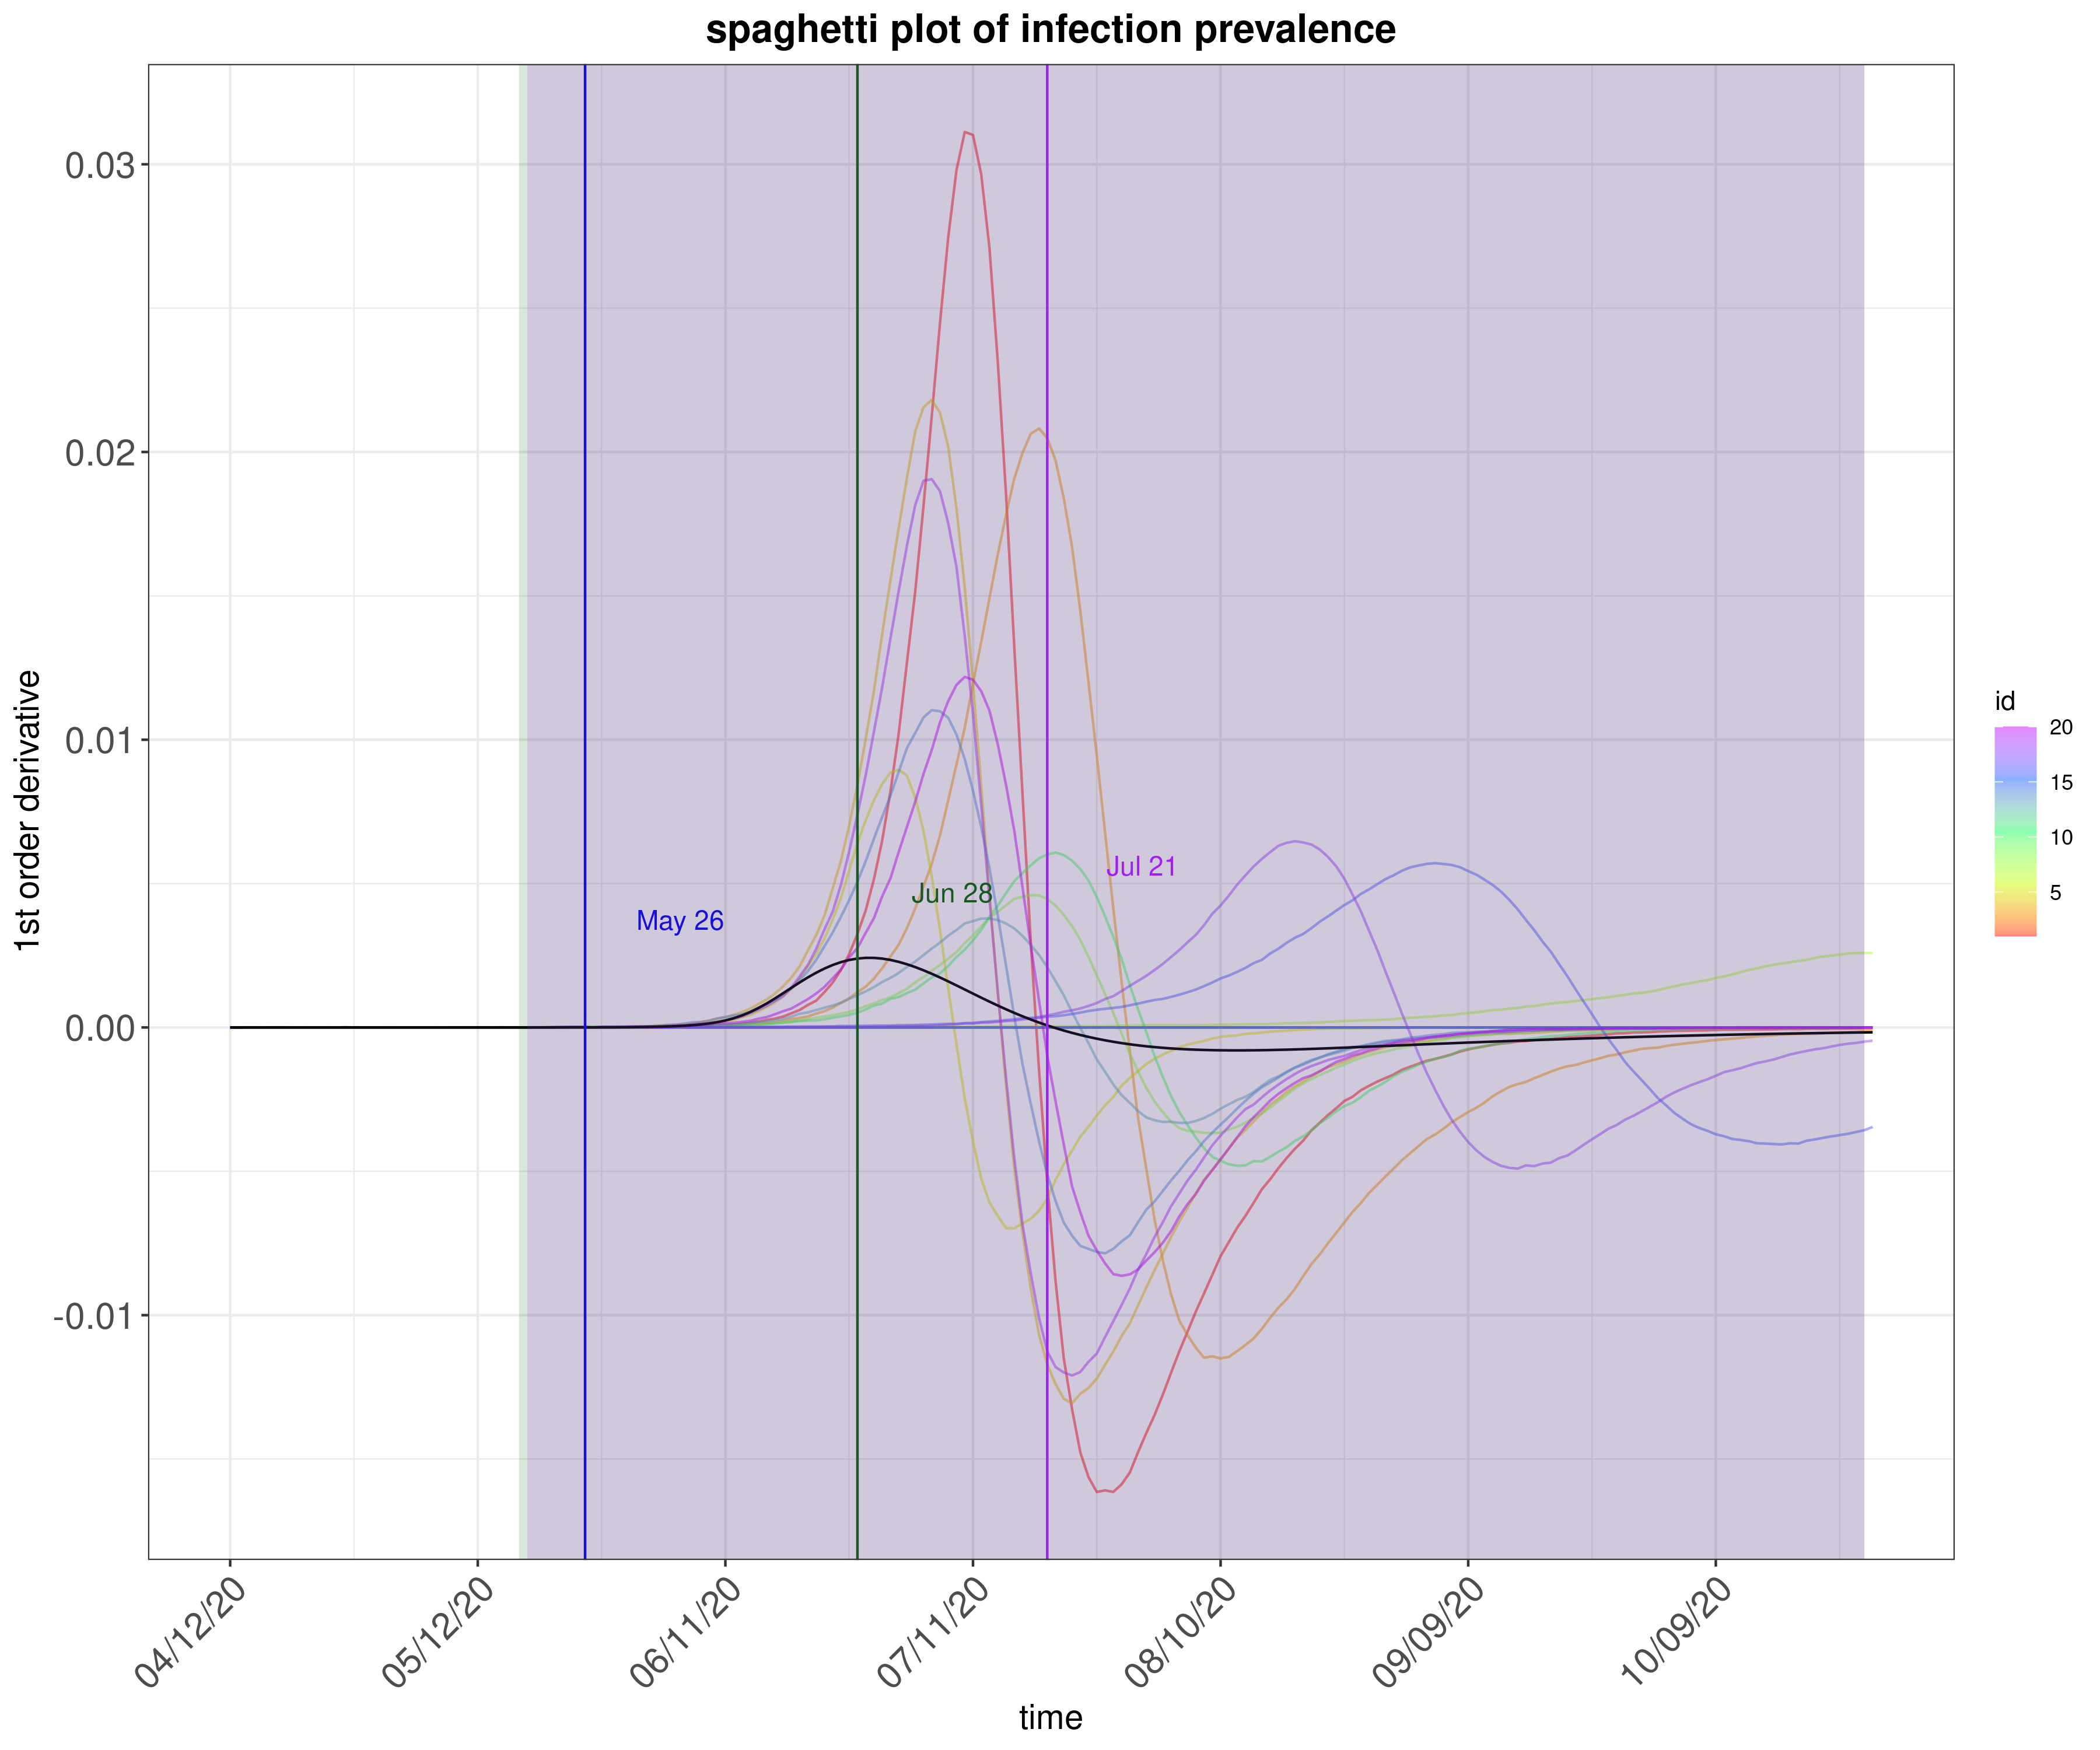 spaghetti plot of infection prevalence
0.03
0.02
0.01
0.00
-0.01
1st order derivative
May 26
Jun 28
Jul 21
04/12/20
05/12/20
06/11/20
07/11/20
08/10/20
09/09/20
10/09/20
time
id
20
15
10
5